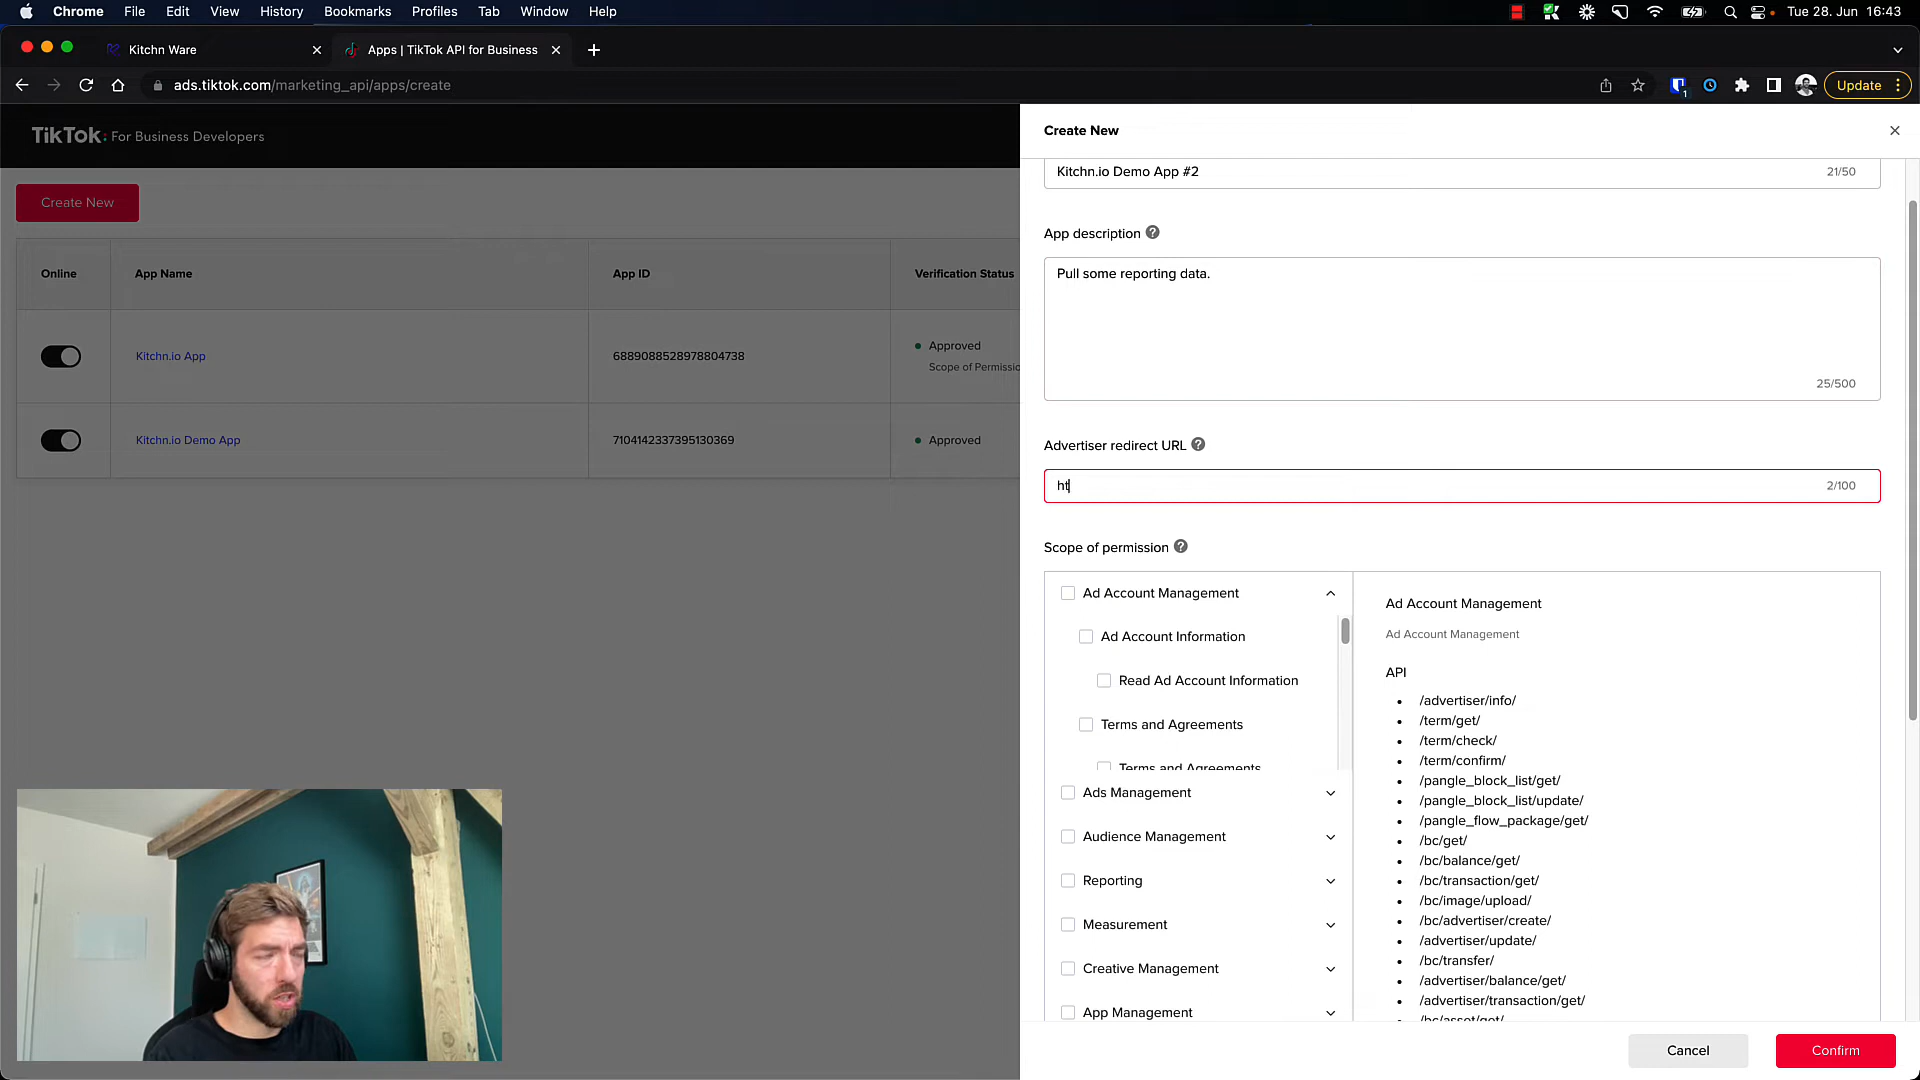 Chrome File Edit View History Bookmarks Profiles Tab Window Help Tue 28. Jun 16:43
Kitchn Ware Apps | TikTok API for Business
ads.tiktok.com/marketing_api/apps/create 1 Update
TikTok: For Business Developers
Create New
Online App Name App ID Verification Status
Kitchn.io App 6889088528978804738 Approved
Scope of Permissio
Kitchn.io Demo App 7104142337395130369 Approved
Create New
Kitchn.io Demo App #2 21/50
App description
Pull some reporting data.
25/500
Advertiser redirect URL
ht 2/100
Scope of permission
Ad Account Management
Ad Account Information
Read Ad Account Information
Terms and Agreements
Terms and Agreements
Ads Management
Audience Management
Reporting
Measurement
Creative Management
App Management
Ad Account Management
Ad Account Management
API
/advertiser/info/
/term/get/
/term/check/
/term/confirm/
/pangle_block_list/get/
/pangle_block_list/update/
/pangle_flow_package/get/
/bc/get/
/bc/balance/get/
/bc/transaction/get/
/bc/image/upload/
/bc/advertiser/create/
/advertiser/update/
/bc/transfer/
/advertiser/balance/get/
/advertiser/transaction/get/
/bc/asset/get/
Cancel Confirm